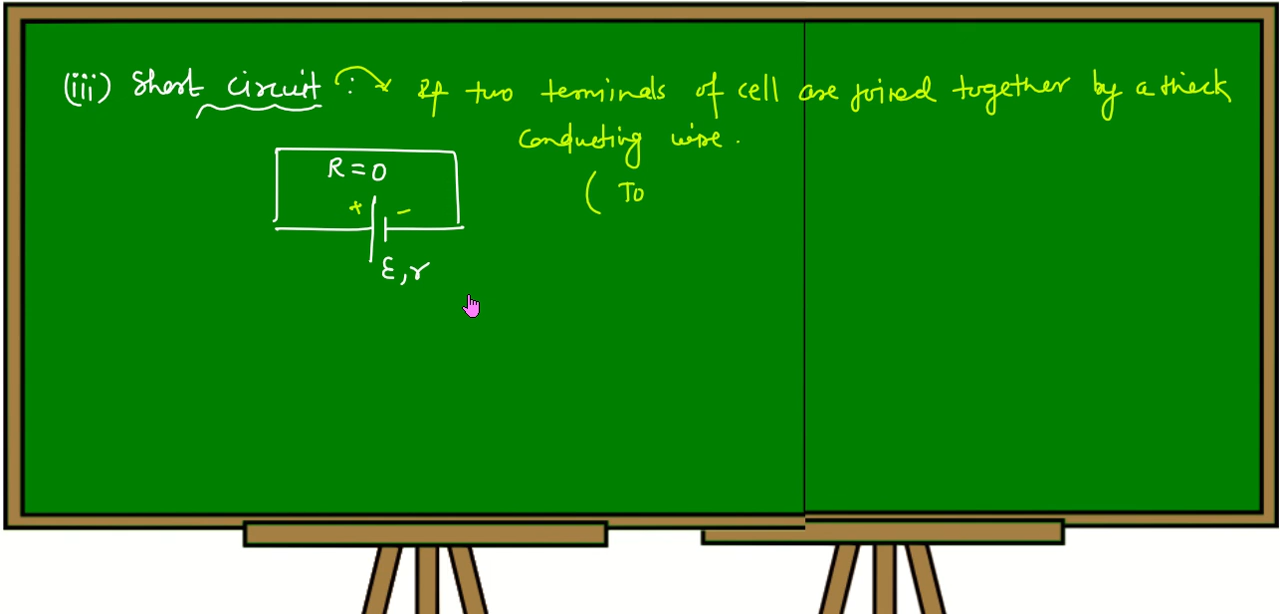 (iii) Short circuit : → If two terminals of cell are joined together by a thick
conducting wire.
R = 0
( To
+ −
ε, r